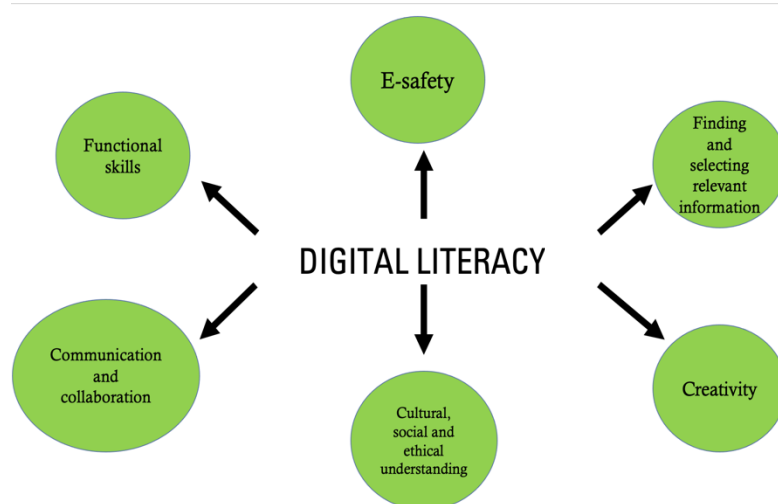 E-safety
Functional
skills
Finding
and
selecting
relevant
information
DIGITAL LITERACY
Communication
and
collaboration
Cultural,
social and
ethical
understanding
Creativity